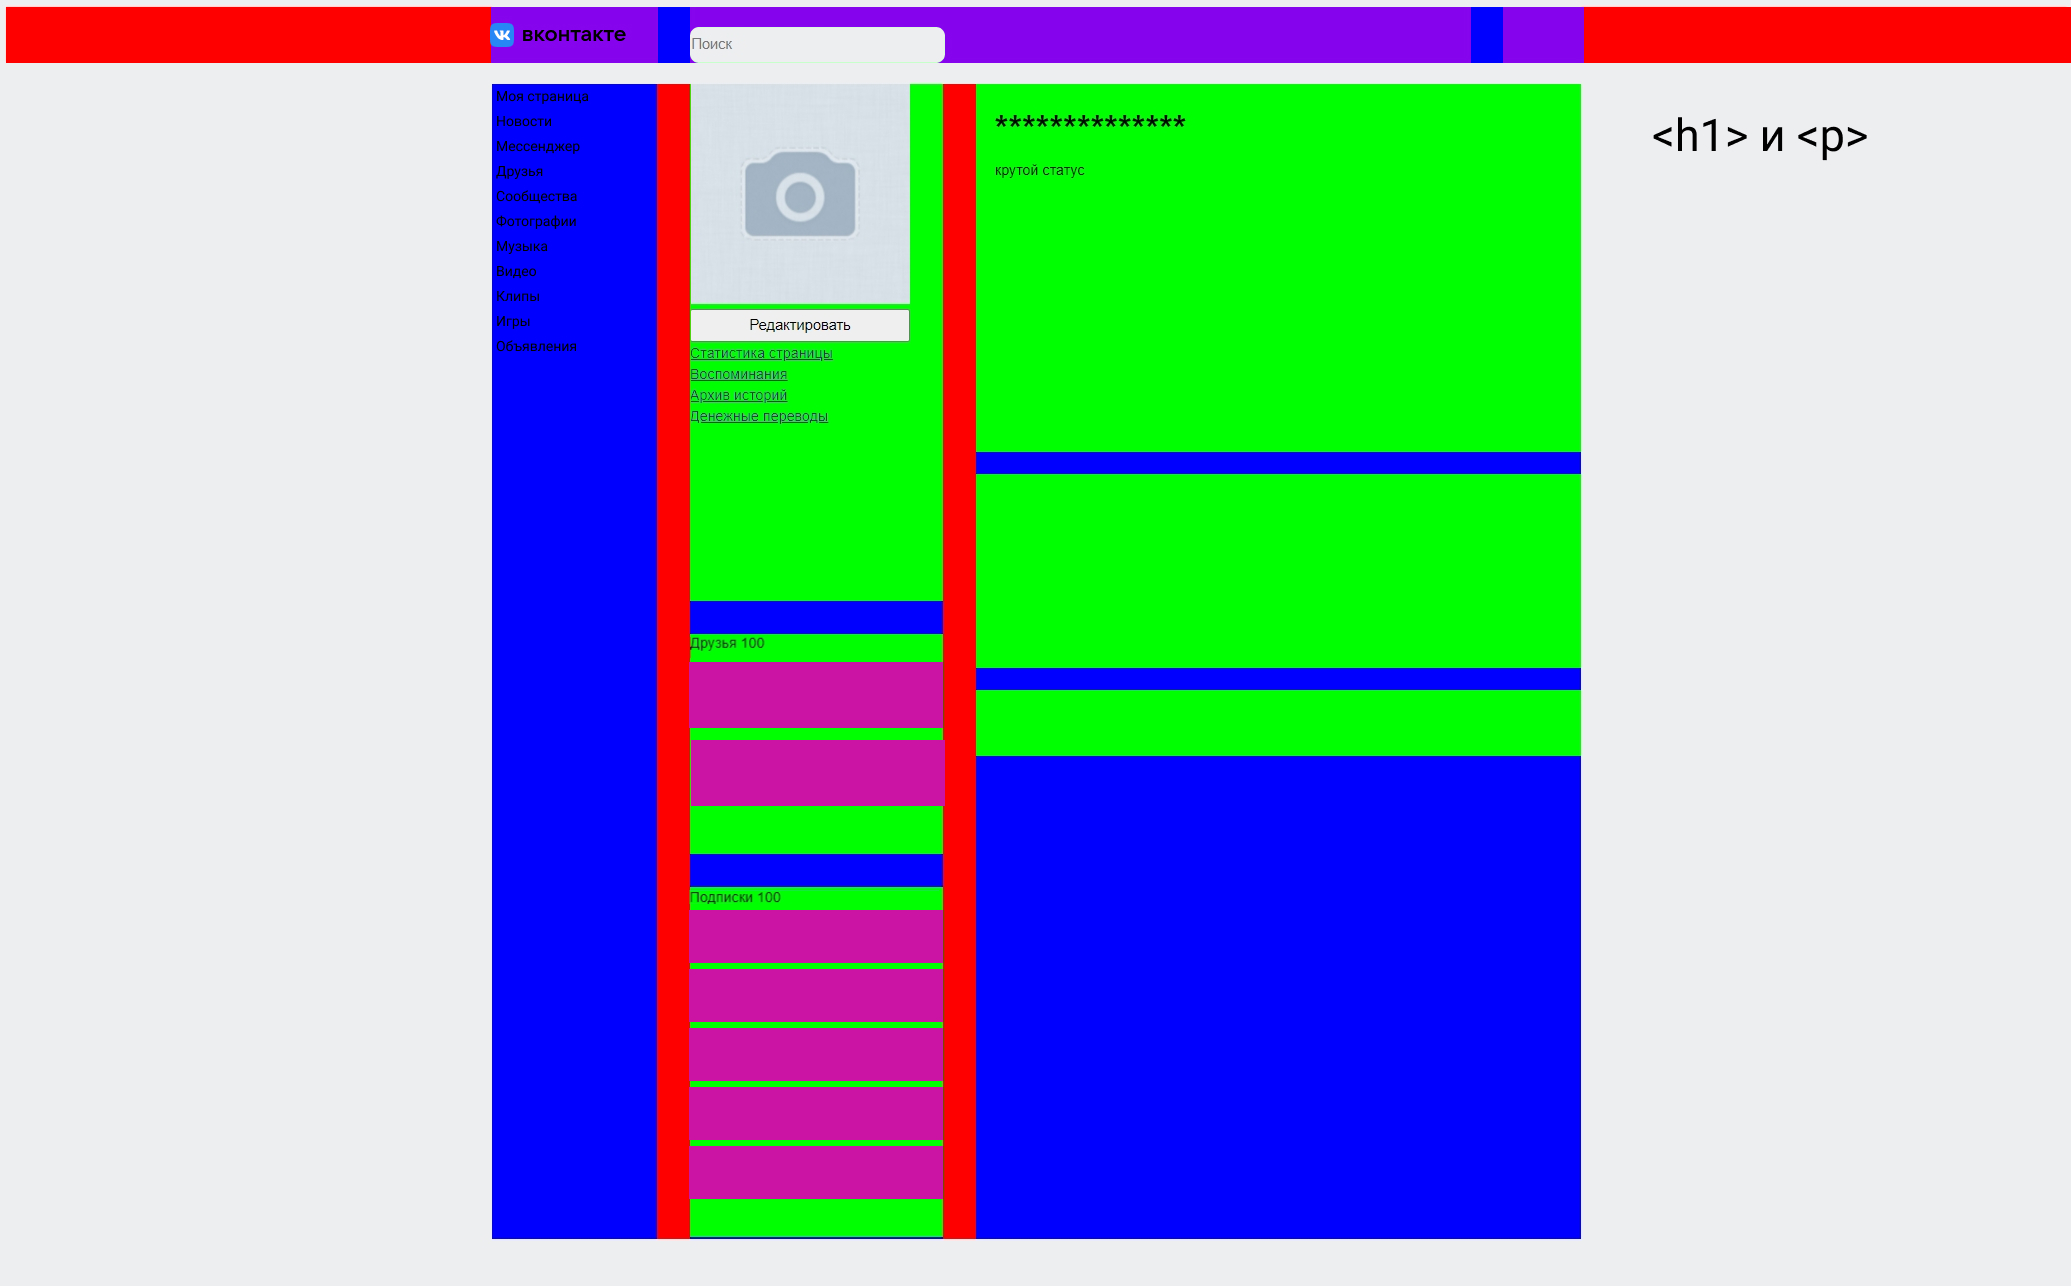 вконтакте
Поиск
Моя страница
Новости
Мессенджер
Друзья
Сообщества
Фотографии
Музыка
Видео
Клипы
Игры
Объявления
Редактировать
Статистика страницы
Воспоминания
Архив историй
Денежные переводы
Друзья 100
Подписки 100
**************
крутой статус
<h1> и <p>